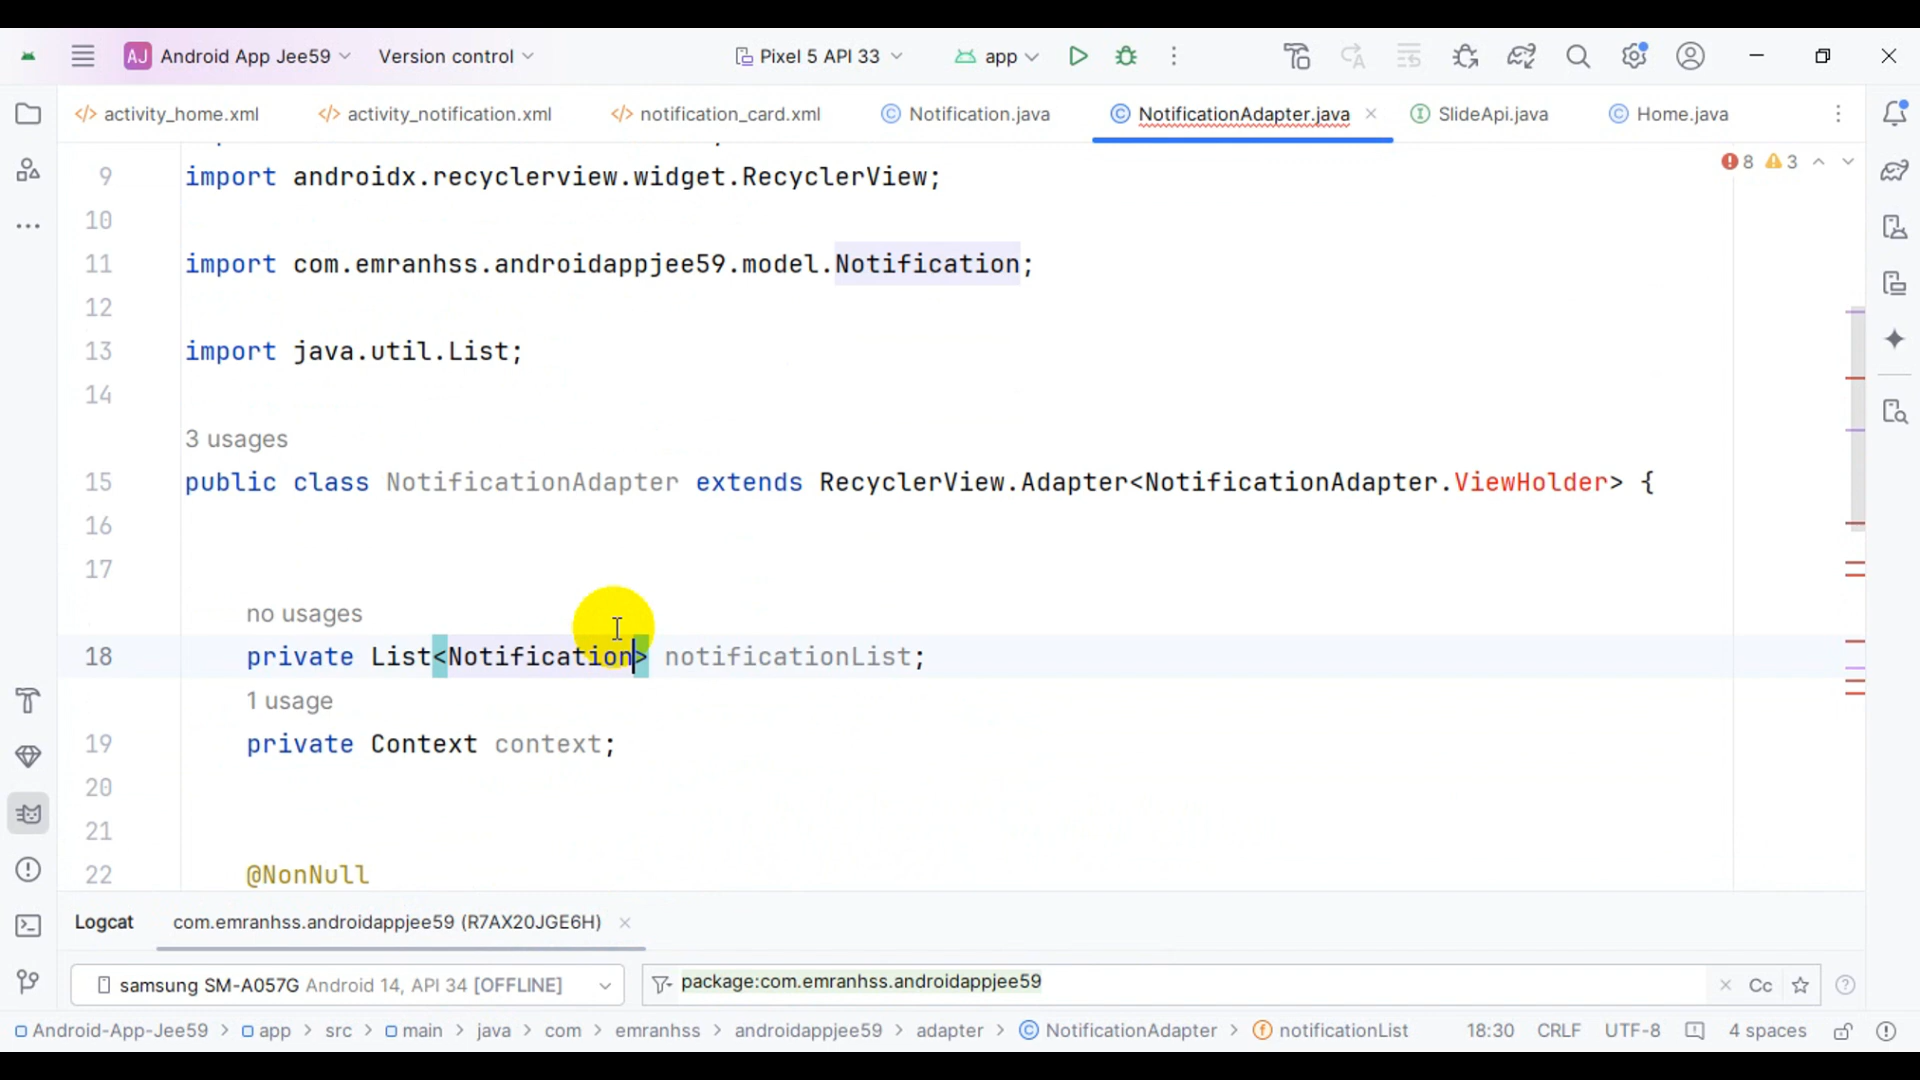 AJ Android App Jee59 Version control Pixel 5 API 33 app
activity_home.xml activity_notification.xml notification_card.xml Notification.java NotificationAdapter.java SlideApi.java Home.java
8 3
9 import androidx.recyclerview.widget.RecyclerView;
10
11 import com.emranhss.androidappjee59.model.Notification;
12
13 import java.util.List;
14
3 usages
15 public class NotificationAdapter extends RecyclerView.Adapter<NotificationAdapter.ViewHolder> {
16
17
no usages
18 private List<Notification> notificationList;
1 usage
19 private Context context;
20
21
22 @NonNull
Logcat com.emranhss.androidappjee59 (R7AX20JGE6H)
samsung SM-A057G Android 14, API 34 [OFFLINE] package:com.emranhss.androidappjee59 Cc
Android-App-Jee59 > app > src > main > java > com > emranhss > androidappjee59 > adapter > NotificationAdapter > notificationList 18:30 CRLF UTF-8 4 spaces